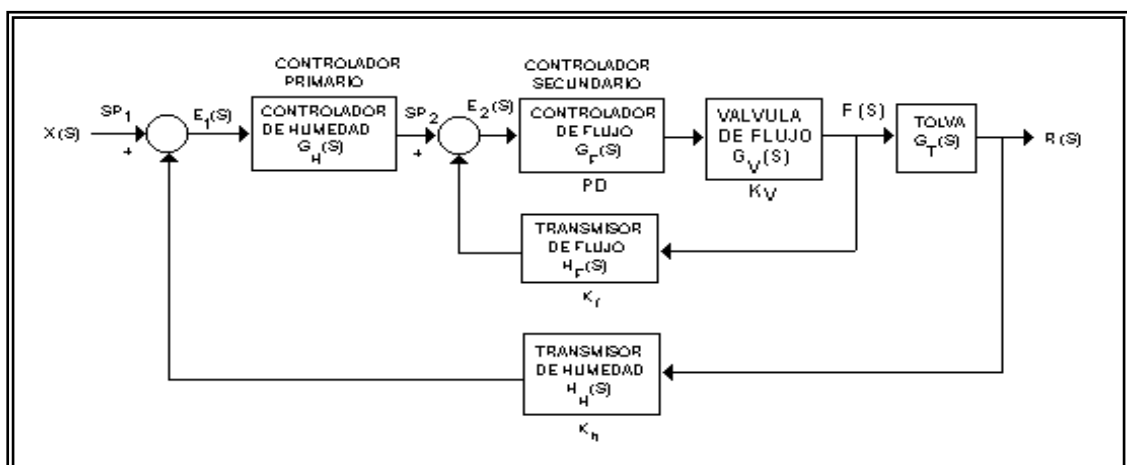 CONTROLADOR
PRIMARIO
CONTROLADOR
SECUNDARIO
X(S)
SP1
+
E1(S)
CONTROLADOR
DE HUMEDAD
GH(S)
SP2
+
E2(S)
CONTROLADOR
DE FLUJO
GF(S)
PD
VALVULA
DE FLUJO
GV(S)
KV
F(S)
TOLVA
GT(S)
R(S)
TRANSMISOR
DE FLUJO
HF(S)
Kf
TRANSMISOR
DE HUMEDAD
HH(S)
Kh